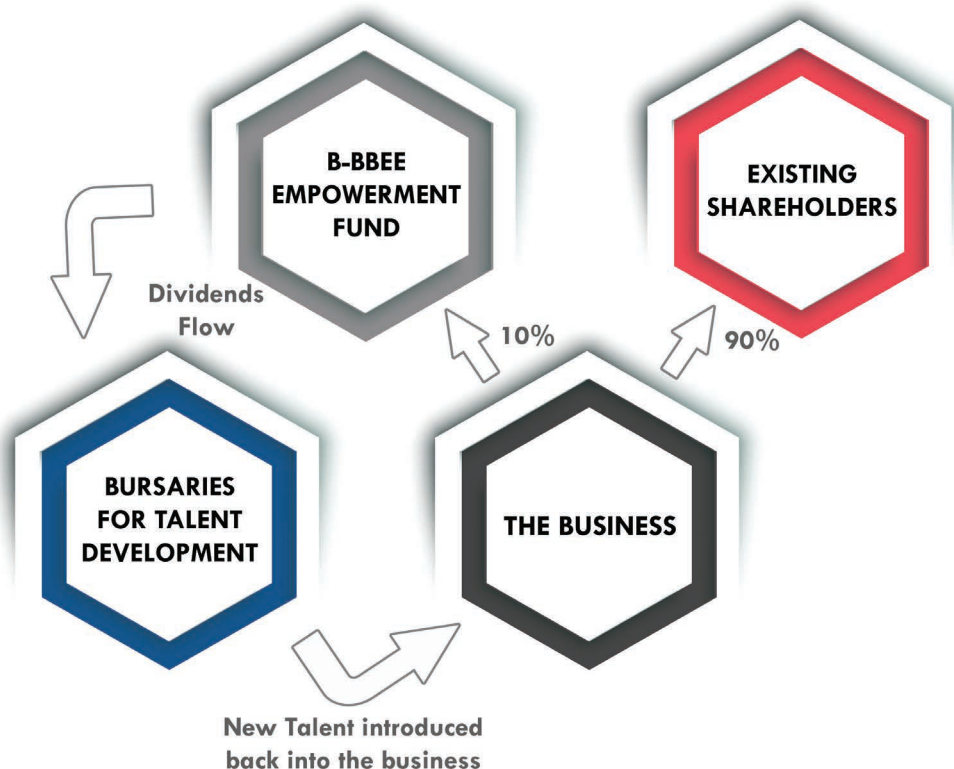 B-BBEE
EMPOWERMENT
FUND
EXISTING
SHAREHOLDERS
Dividends
Flow
10%
90%
BURSARIES
FOR TALENT
DEVELOPMENT
THE BUSINESS
New Talent introduced
back into the business